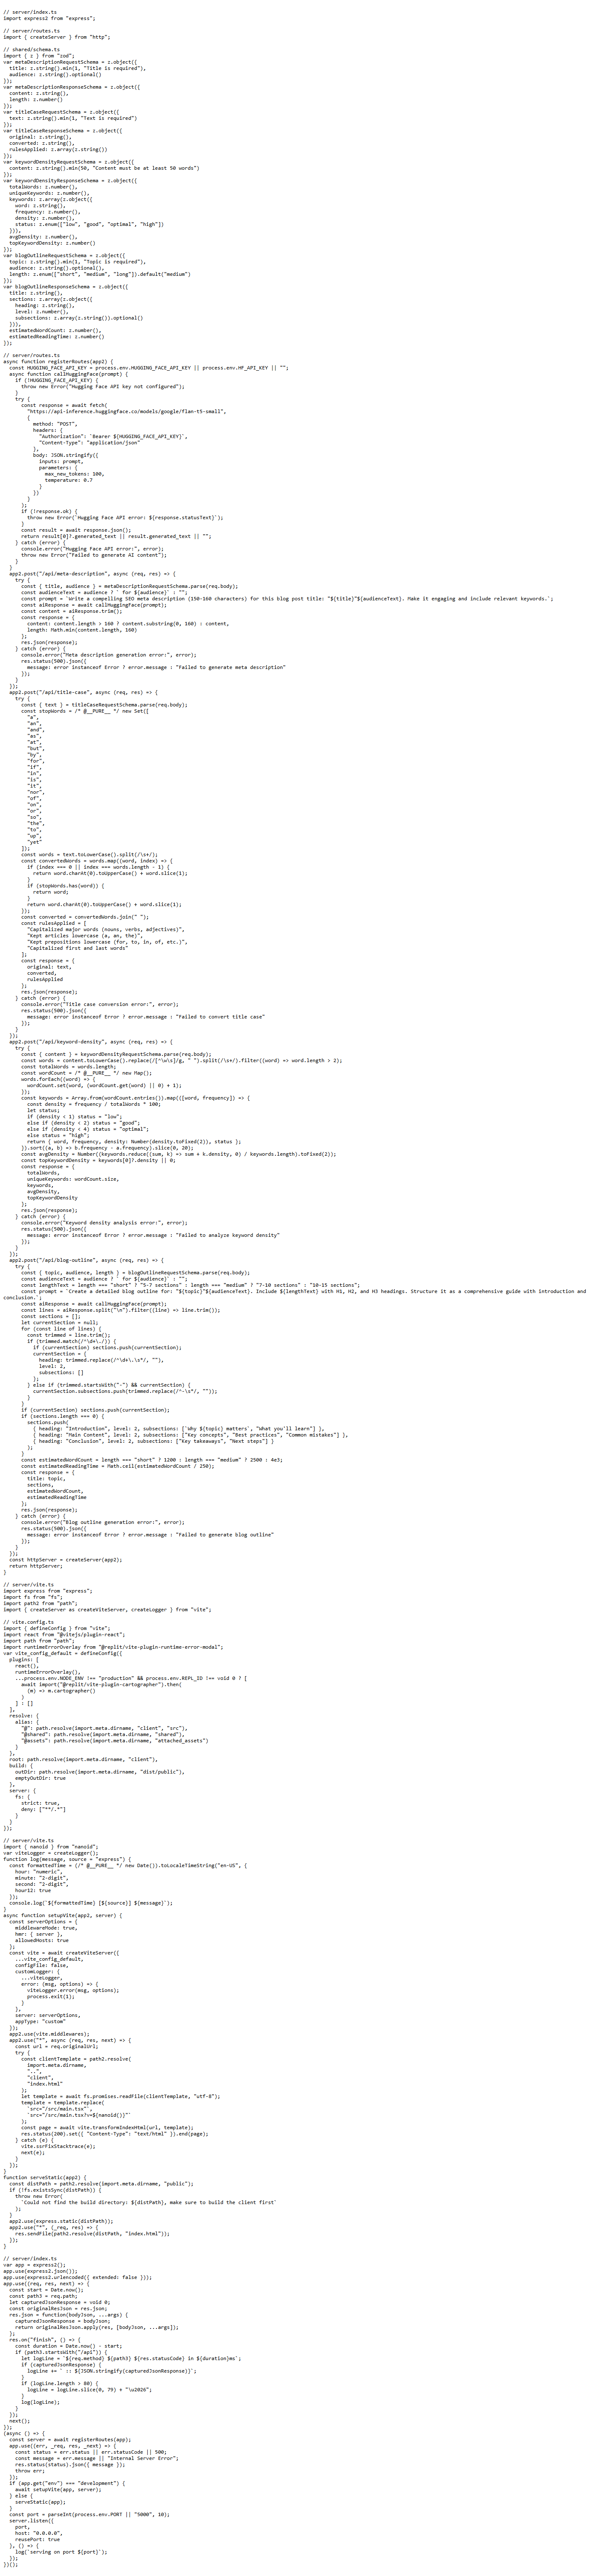 // server/index.ts
import express2 from "express";

// server/routes.ts
import { createServer } from "http";

// shared/schema.ts
import { z } from "zod";
var metaDescriptionRequestSchema = z.object({
  title: z.string().min(1, "Title is required"),
  audience: z.string().optional()
});
var metaDescriptionResponseSchema = z.object({
  content: z.string(),
  length: z.number()
});
var titleCaseRequestSchema = z.object({
  text: z.string().min(1, "Text is required")
});
var titleCaseResponseSchema = z.object({
  original: z.string(),
  converted: z.string(),
  rulesApplied: z.array(z.string())
});
var keywordDensityRequestSchema = z.object({
  content: z.string().min(50, "Content must be at least 50 words")
});
var keywordDensityResponseSchema = z.object({
  totalWords: z.number(),
  uniqueKeywords: z.number(),
  keywords: z.array(z.object({
    word: z.string(),
    frequency: z.number(),
    density: z.number(),
    status: z.enum(["low", "good", "optimal", "high"])
  })),
  avgDensity: z.number(),
  topKeywordDensity: z.number()
});
var blogOutlineRequestSchema = z.object({
  topic: z.string().min(1, "Topic is required"),
  audience: z.string().optional(),
  length: z.enum(["short", "medium", "long"]).default("medium")
});
var blogOutlineResponseSchema = z.object({
  title: z.string(),
  sections: z.array(z.object({
    heading: z.string(),
    level: z.number(),
    subsections: z.array(z.string()).optional()
  })),
  estimatedWordCount: z.number(),
  estimatedReadingTime: z.number()
});

// server/routes.ts
async function registerRoutes(app2) {
  const HUGGING_FACE_API_KEY = process.env.HUGGING_FACE_API_KEY || process.env.HF_API_KEY || "";
  async function callHuggingFace(prompt) {
    if (!HUGGING_FACE_API_KEY) {
      throw new Error("Hugging Face API key not configured");
    }
    try {
      const response = await fetch(
        "https://api-inference.huggingface.co/models/google/flan-t5-small",
        {
          method: "POST",
          headers: {
            "Authorization": `Bearer ${HUGGING_FACE_API_KEY}`,
            "Content-Type": "application/json"
          },
          body: JSON.stringify({
            inputs: prompt,
            parameters: {
              max_new_tokens: 100,
              temperature: 0.7
            }
          })
        }
      );
      if (!response.ok) {
        throw new Error(`Hugging Face API error: ${response.statusText}`);
      }
      const result = await response.json();
      return result[0]?.generated_text || result.generated_text || "";
    } catch (error) {
      console.error("Hugging Face API error:", error);
      throw new Error("Failed to generate AI content");
    }
  }
  app2.post("/api/meta-description", async (req, res) => {
    try {
      const { title, audience } = metaDescriptionRequestSchema.parse(req.body);
      const audienceText = audience ? ` for ${audience}` : "";
      const prompt = `Write a compelling SEO meta description (150-160 characters) for this blog post title: "${title}"${audienceText}. Make it engaging and include relevant keywords.`;
      const aiResponse = await callHuggingFace(prompt);
      const content = aiResponse.trim();
      const response = {
        content: content.length > 160 ? content.substring(0, 160) : content,
        length: Math.min(content.length, 160)
      };
      res.json(response);
    } catch (error) {
      console.error("Meta description generation error:", error);
      res.status(500).json({
        message: error instanceof Error ? error.message : "Failed to generate meta description"
      });
    }
  });
  app2.post("/api/title-case", async (req, res) => {
    try {
      const { text } = titleCaseRequestSchema.parse(req.body);
      const stopWords = /* @__PURE__ */ new Set([
        "a",
        "an",
        "and",
        "as",
        "at",
        "but",
        "by",
        "for",
        "if",
        "in",
        "is",
        "it",
        "nor",
        "of",
        "on",
        "or",
        "so",
        "the",
        "to",
        "up",
        "yet"
      ]);
      const words = text.toLowerCase().split(/\s+/);
      const convertedWords = words.map((word, index) => {
        if (index === 0 || index === words.length - 1) {
          return word.charAt(0).toUpperCase() + word.slice(1);
        }
        if (stopWords.has(word)) {
          return word;
        }
        return word.charAt(0).toUpperCase() + word.slice(1);
      });
      const converted = convertedWords.join(" ");
      const rulesApplied = [
        "Capitalized major words (nouns, verbs, adjectives)",
        "Kept articles lowercase (a, an, the)",
        "Kept prepositions lowercase (for, to, in, of, etc.)",
        "Capitalized first and last words"
      ];
      const response = {
        original: text,
        converted,
        rulesApplied
      };
      res.json(response);
    } catch (error) {
      console.error("Title case conversion error:", error);
      res.status(500).json({
        message: error instanceof Error ? error.message : "Failed to convert title case"
      });
    }
  });
  app2.post("/api/keyword-density", async (req, res) => {
    try {
      const { content } = keywordDensityRequestSchema.parse(req.body);
      const words = content.toLowerCase().replace(/[^\w\s]/g, " ").split(/\s+/).filter((word) => word.length > 2);
      const totalWords = words.length;
      const wordCount = /* @__PURE__ */ new Map();
      words.forEach((word) => {
        wordCount.set(word, (wordCount.get(word) || 0) + 1);
      });
      const keywords = Array.from(wordCount.entries()).map(([word, frequency]) => {
        const density = frequency / totalWords * 100;
        let status;
        if (density < 1) status = "low";
        else if (density < 2) status = "good";
        else if (density < 4) status = "optimal";
        else status = "high";
        return { word, frequency, density: Number(density.toFixed(2)), status };
      }).sort((a, b) => b.frequency - a.frequency).slice(0, 20);
      const avgDensity = Number((keywords.reduce((sum, k) => sum + k.density, 0) / keywords.length).toFixed(2));
      const topKeywordDensity = keywords[0]?.density || 0;
      const response = {
        totalWords,
        uniqueKeywords: wordCount.size,
        keywords,
        avgDensity,
        topKeywordDensity
      };
      res.json(response);
    } catch (error) {
      console.error("Keyword density analysis error:", error);
      res.status(500).json({
        message: error instanceof Error ? error.message : "Failed to analyze keyword density"
      });
    }
  });
  app2.post("/api/blog-outline", async (req, res) => {
    try {
      const { topic, audience, length } = blogOutlineRequestSchema.parse(req.body);
      const audienceText = audience ? ` for ${audience}` : "";
      const lengthText = length === "short" ? "5-7 sections" : length === "medium" ? "7-10 sections" : "10-15 sections";
      const prompt = `Create a detailed blog outline for: "${topic}"${audienceText}. Include ${lengthText} with H1, H2, and H3 headings. Structure it as a comprehensive guide with introduction and
conclusion.`;
      const aiResponse = await callHuggingFace(prompt);
      const lines = aiResponse.split("\n").filter((line) => line.trim());
      const sections = [];
      let currentSection = null;
      for (const line of lines) {
        const trimmed = line.trim();
        if (trimmed.match(/^\d+\./)) {
          if (currentSection) sections.push(currentSection);
          currentSection = {
            heading: trimmed.replace(/^\d+\.\s*/, ""),
            level: 2,
            subsections: []
          };
        } else if (trimmed.startsWith("-") && currentSection) {
          currentSection.subsections.push(trimmed.replace(/^-\s*/, ""));
        }
      }
      if (currentSection) sections.push(currentSection);
      if (sections.length === 0) {
        sections.push(
          { heading: "Introduction", level: 2, subsections: [`Why ${topic} matters`, "What you'll learn"] },
          { heading: "Main Content", level: 2, subsections: ["Key concepts", "Best practices", "Common mistakes"] },
          { heading: "Conclusion", level: 2, subsections: ["Key takeaways", "Next steps"] }
        );
      }
      const estimatedWordCount = length === "short" ? 1200 : length === "medium" ? 2500 : 4e3;
      const estimatedReadingTime = Math.ceil(estimatedWordCount / 250);
      const response = {
        title: topic,
        sections,
        estimatedWordCount,
        estimatedReadingTime
      };
      res.json(response);
    } catch (error) {
      console.error("Blog outline generation error:", error);
      res.status(500).json({
        message: error instanceof Error ? error.message : "Failed to generate blog outline"
      });
    }
  });
  const httpServer = createServer(app2);
  return httpServer;
}

// server/vite.ts
import express from "express";
import fs from "fs";
import path2 from "path";
import { createServer as createViteServer, createLogger } from "vite";

// vite.config.ts
import { defineConfig } from "vite";
import react from "@vitejs/plugin-react";
import path from "path";
import runtimeErrorOverlay from "@replit/vite-plugin-runtime-error-modal";
var vite_config_default = defineConfig({
  plugins: [
    react(),
    runtimeErrorOverlay(),
    ...process.env.NODE_ENV !== "production" && process.env.REPL_ID !== void 0 ? [
      await import("@replit/vite-plugin-cartographer").then(
        (m) => m.cartographer()
      )
    ] : []
  ],
  resolve: {
    alias: {
      "@": path.resolve(import.meta.dirname, "client", "src"),
      "@shared": path.resolve(import.meta.dirname, "shared"),
      "@assets": path.resolve(import.meta.dirname, "attached_assets")
    }
  },
  root: path.resolve(import.meta.dirname, "client"),
  build: {
    outDir: path.resolve(import.meta.dirname, "dist/public"),
    emptyOutDir: true
  },
  server: {
    fs: {
      strict: true,
      deny: ["**/.*"]
    }
  }
});

// server/vite.ts
import { nanoid } from "nanoid";
var viteLogger = createLogger();
function log(message, source = "express") {
  const formattedTime = (/* @__PURE__ */ new Date()).toLocaleTimeString("en-US", {
    hour: "numeric",
    minute: "2-digit",
    second: "2-digit",
    hour12: true
  });
  console.log(`${formattedTime} [${source}] ${message}`);
}
async function setupVite(app2, server) {
  const serverOptions = {
    middlewareMode: true,
    hmr: { server },
    allowedHosts: true
  };
  const vite = await createViteServer({
    ...vite_config_default,
    configFile: false,
    customLogger: {
      ...viteLogger,
      error: (msg, options) => {
        viteLogger.error(msg, options);
        process.exit(1);
      }
    },
    server: serverOptions,
    appType: "custom"
  });
  app2.use(vite.middlewares);
  app2.use("*", async (req, res, next) => {
    const url = req.originalUrl;
    try {
      const clientTemplate = path2.resolve(
        import.meta.dirname,
        "..",
        "client",
        "index.html"
      );
      let template = await fs.promises.readFile(clientTemplate, "utf-8");
      template = template.replace(
        `src="/src/main.tsx"`,
        `src="/src/main.tsx?v=${nanoid()}"`
      );
      const page = await vite.transformIndexHtml(url, template);
      res.status(200).set({ "Content-Type": "text/html" }).end(page);
    } catch (e) {
      vite.ssrFixStacktrace(e);
      next(e);
    }
  });
}
function serveStatic(app2) {
  const distPath = path2.resolve(import.meta.dirname, "public");
  if (!fs.existsSync(distPath)) {
    throw new Error(
      `Could not find the build directory: ${distPath}, make sure to build the client first`
    );
  }
  app2.use(express.static(distPath));
  app2.use("*", (_req, res) => {
    res.sendFile(path2.resolve(distPath, "index.html"));
  });
}

// server/index.ts
var app = express2();
app.use(express2.json());
app.use(express2.urlencoded({ extended: false }));
app.use((req, res, next) => {
  const start = Date.now();
  const path3 = req.path;
  let capturedJsonResponse = void 0;
  const originalResJson = res.json;
  res.json = function(bodyJson, ...args) {
    capturedJsonResponse = bodyJson;
    return originalResJson.apply(res, [bodyJson, ...args]);
  };
  res.on("finish", () => {
    const duration = Date.now() - start;
    if (path3.startsWith("/api")) {
      let logLine = `${req.method} ${path3} ${res.statusCode} in ${duration}ms`;
      if (capturedJsonResponse) {
        logLine += ` :: ${JSON.stringify(capturedJsonResponse)}`;
      }
      if (logLine.length > 80) {
        logLine = logLine.slice(0, 79) + "\u2026";
      }
      log(logLine);
    }
  });
  next();
});
(async () => {
  const server = await registerRoutes(app);
  app.use((err, _req, res, _next) => {
    const status = err.status || err.statusCode || 500;
    const message = err.message || "Internal Server Error";
    res.status(status).json({ message });
    throw err;
  });
  if (app.get("env") === "development") {
    await setupVite(app, server);
  } else {
    serveStatic(app);
  }
  const port = parseInt(process.env.PORT || "5000", 10);
  server.listen({
    port,
    host: "0.0.0.0",
    reusePort: true
  }, () => {
    log(`serving on port ${port}`);
  });
})();